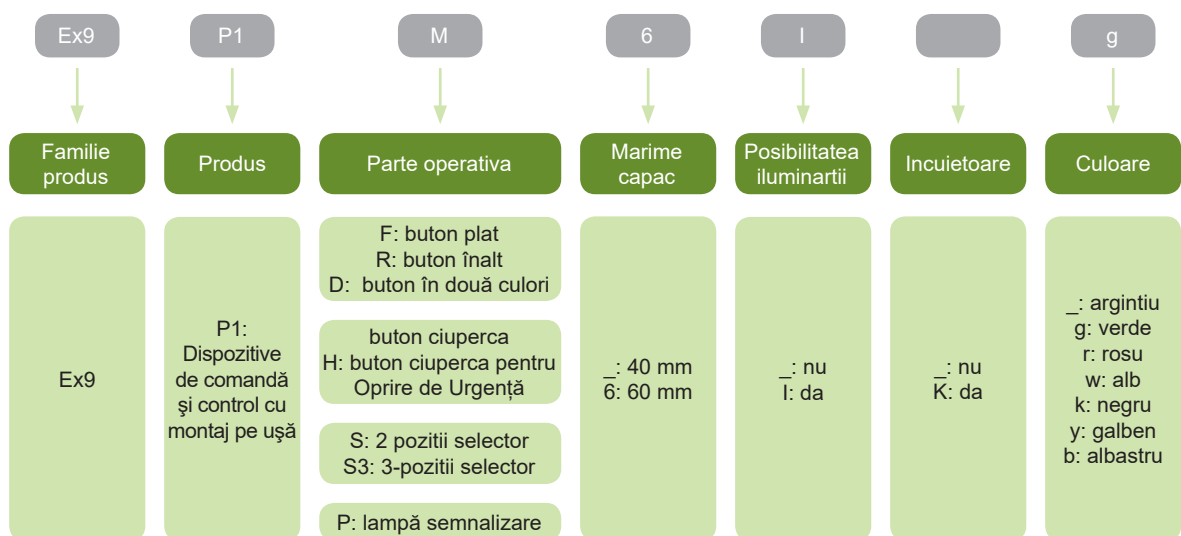 Ex9
P1
M
6
I
g
Familie
produs
Produs
Parte operativa
Marime
capac
Posibilitatea
iluminartii
Incuietoare
Culoare
Ex9
P1:
Dispozitive
de comandă
şi control cu
montaj pe uşă
F: buton plat
R: buton înalt
D: buton în două culori
buton ciuperca
H: buton ciuperca pentru
Oprire de Urgență
S: 2 pozitii selector
S3: 3-pozitii selector
P: lampă semnalizare
_: 40 mm
6: 60 mm
_: nu
I: da
_: nu
K: da
_: argintiu
g: verde
r: rosu
w: alb
k: negru
y: galben
b: albastru